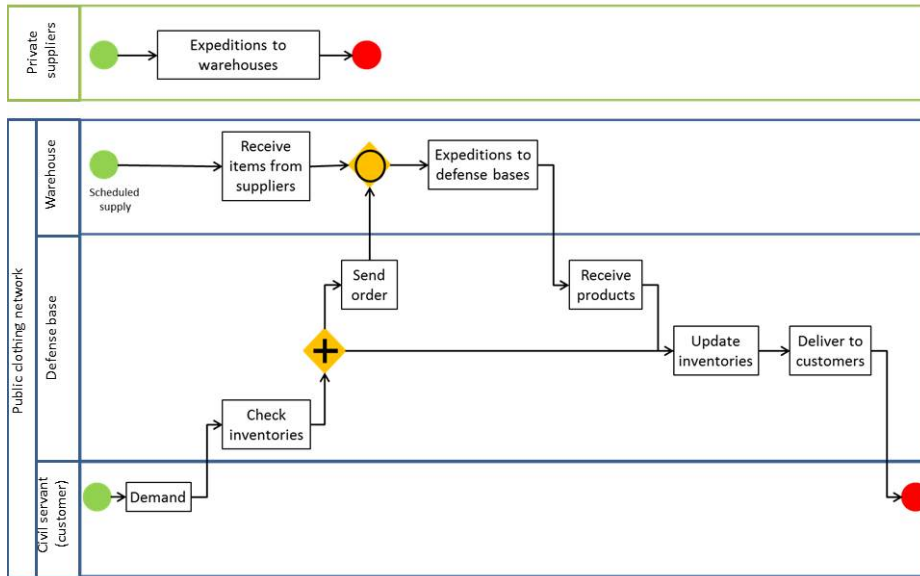 Private
suppliers
Expeditions to
warehouses
Public clothing network
Warehouse
Scheduled
supply
Receive
items from
suppliers
Expeditions to
defense bases
Defense base
Send
order
Receive
products
Update
inventories
Deliver to
customers
Check
inventories
Civil servant
(customer)
Demand